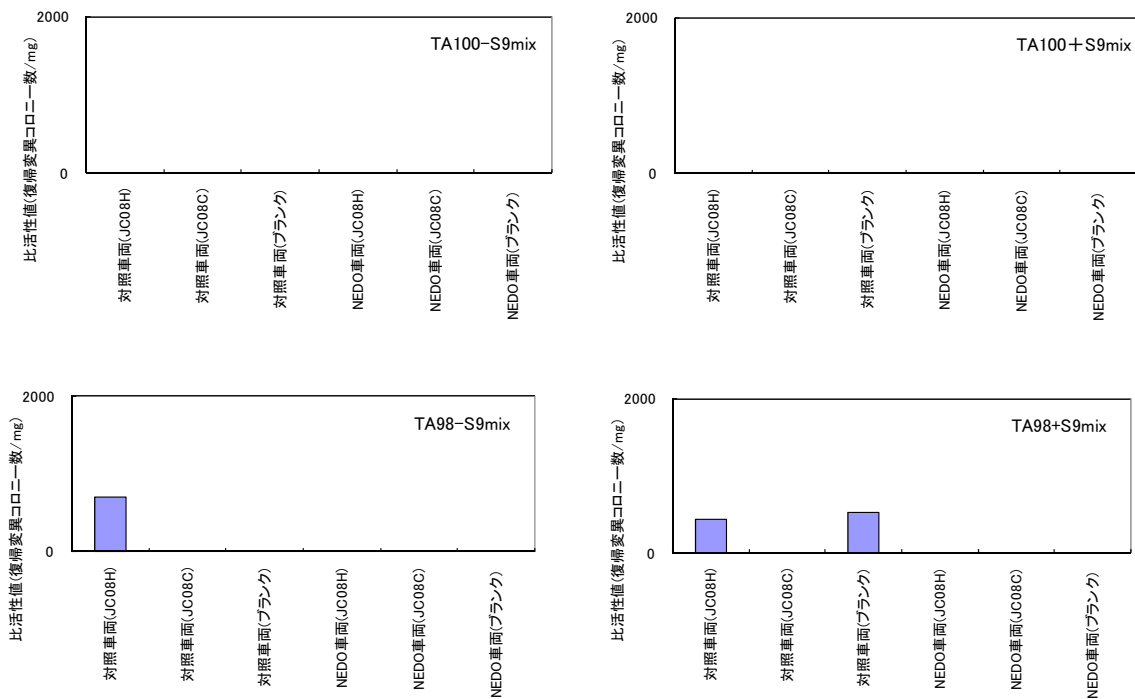 比活性値(復帰変異コロニー数/mg)
2000
0
TA100-S9mix
対照車両(JC08H)
対照車両(JC08C)
対照車両(ブランク)
NEDO車両(JC08H)
NEDO車両(JC08C)
NEDO車両(ブランク)
比活性値(復帰変異コロニー数/mg)
2000
0
TA100+S9mix
対照車両(JC08H)
対照車両(JC08C)
対照車両(ブランク)
NEDO車両(JC08H)
NEDO車両(JC08C)
NEDO車両(ブランク)
比活性値(復帰変異コロニー数/mg)
2000
0
TA98-S9mix
対照車両(JC08H)
対照車両(JC08C)
対照車両(ブランク)
NEDO車両(JC08H)
NEDO車両(JC08C)
NEDO車両(ブランク)
比活性値(復帰変異コロニー数/mg)
2000
0
TA98+S9mix
対照車両(JC08H)
対照車両(JC08C)
対照車両(ブランク)
NEDO車両(JC08H)
NEDO車両(JC08C)
NEDO車両(ブランク)